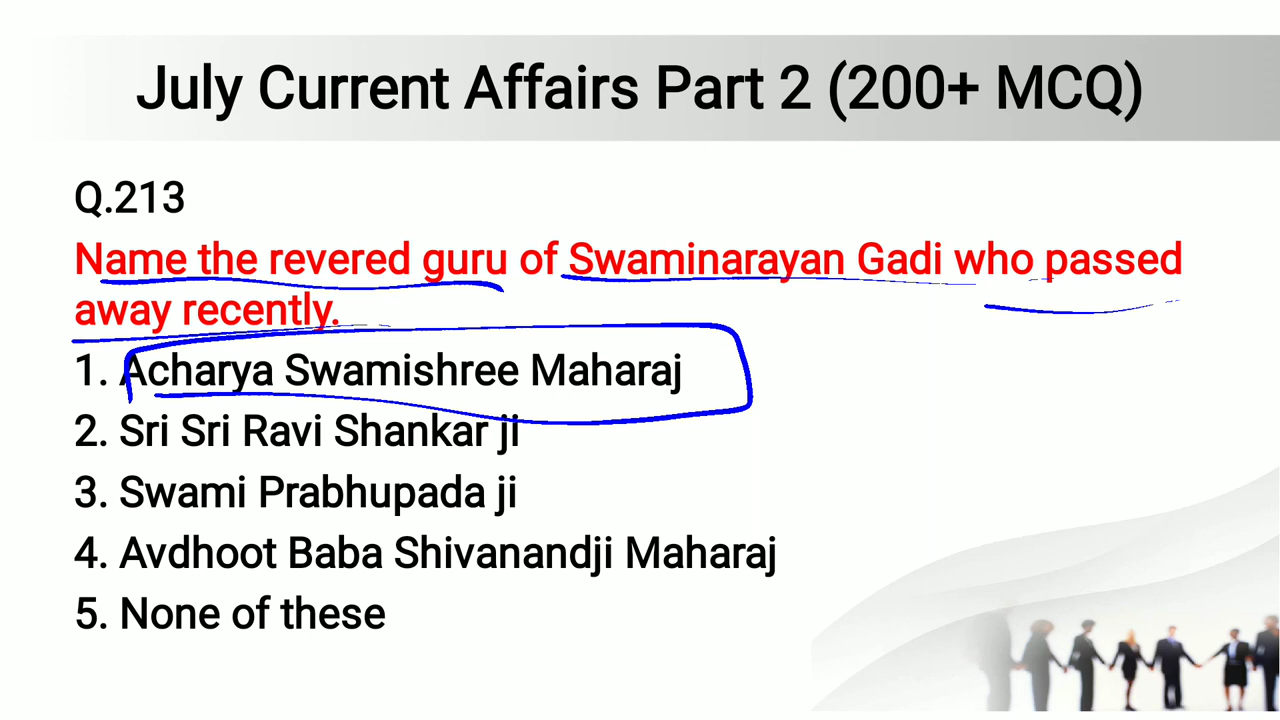 July Current Affairs Part 2 (200+ MCQ)
Q.213
Name the revered guru of Swaminarayan Gadi who passed
away recently.
1. Acharya Swamishree Maharaj
2. Sri Sri Ravi Shankar ji
3. Swami Prabhupada ji
4. Avdhoot Baba Shivanandji Maharaj
5. None of these